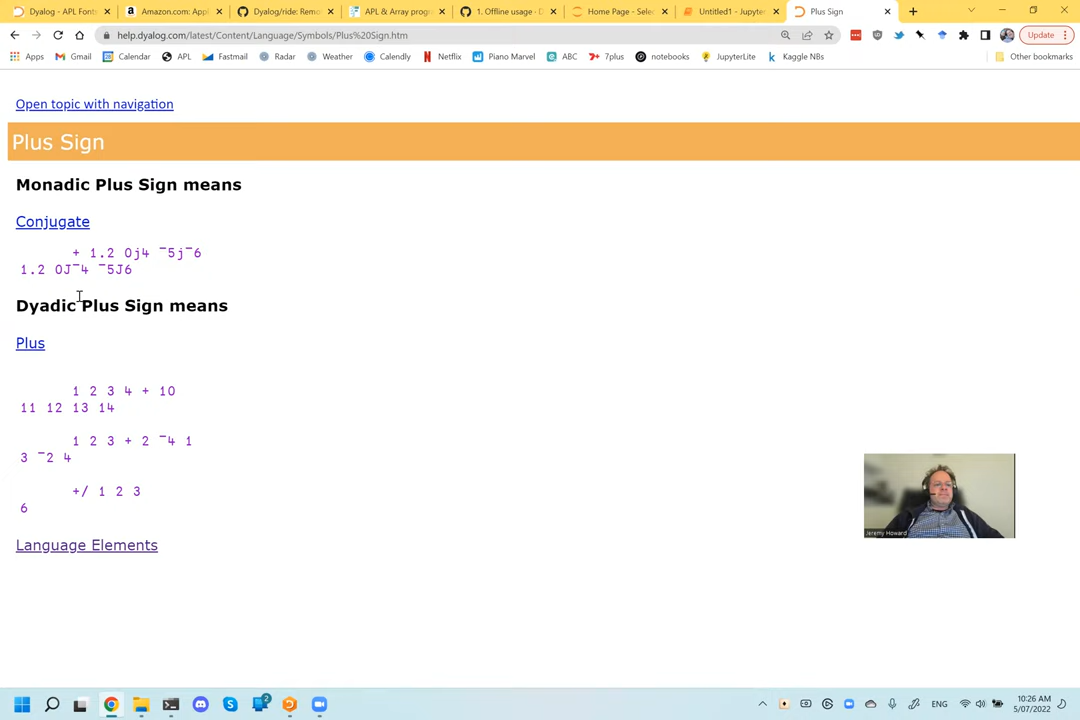 Dyalog - APL Fonts
Amazon.com: Appl
Dyalog/ride: Remo
APL & Array progr
1. Offline usage - D
Home Page - Selec
Untitled1 - Jupyter
Plus Sign
help.dyalog.com/latest/Content/Language/Symbols/Plus%20Sign.htm
Update
Apps
Gmail
Calendar
APL
Fastmail
Radar
Weather
Calendly
Netflix
Piano Marvel
ABC
7plus
notebooks
JupyterLite
Kaggle NBs
Other bookmarks
Open topic with navigation
Plus Sign
Monadic Plus Sign means
Conjugate
+ 1.2 0j4 ¯5j¯6
1.2 0J¯4 ¯5J6
Dyadic Plus Sign means
Plus
1 2 3 4 + 10
11 12 13 14
1 2 3 + 2 ¯4 1
3 ¯2 4
+/ 1 2 3
6
Language Elements
Jeremy Howard
2
ENG
10:26 AM
5/07/2022